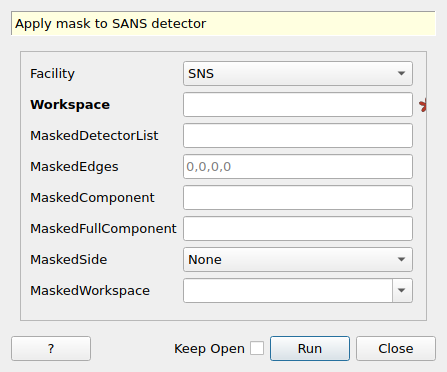 Apply mask to SANS detector
Facility SNS
Workspace *
MaskedDetectorList
MaskedEdges 0,0,0,0
MaskedComponent
MaskedFullComponent
MaskedSide None
MaskedWorkspace
? Keep Open Run Close